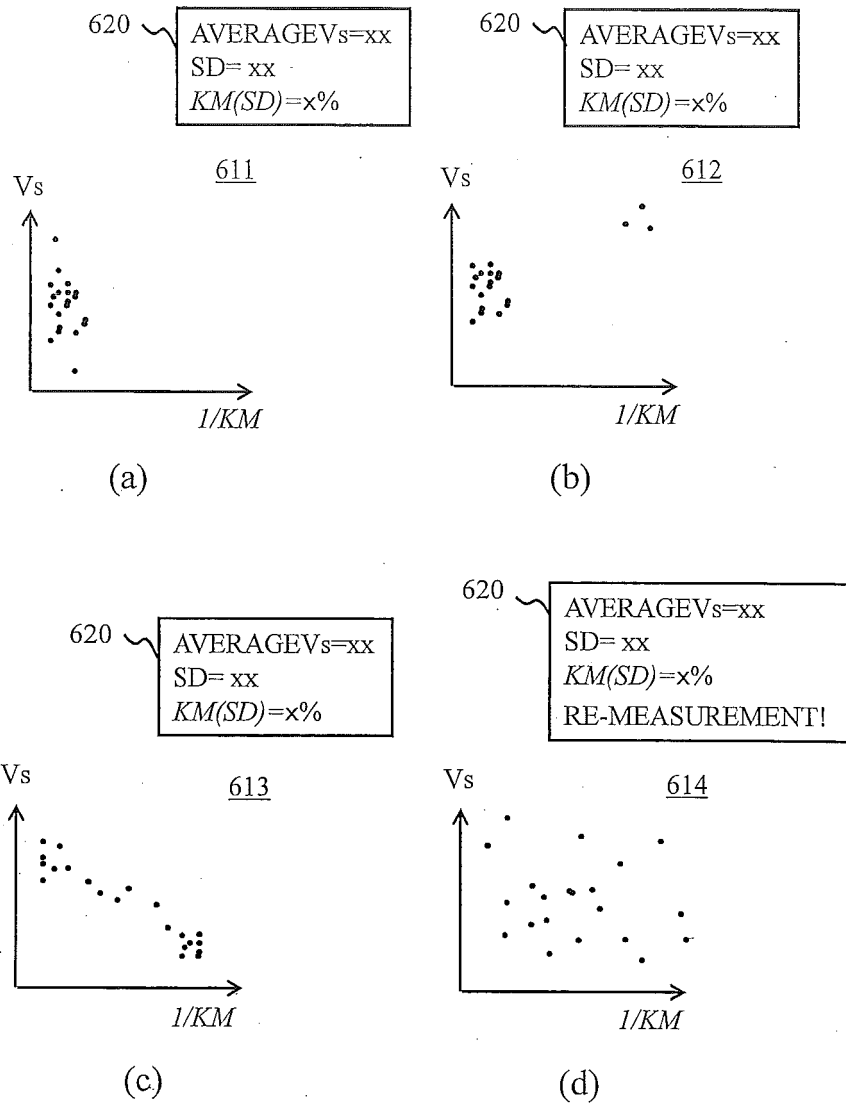 620
AVERAGEVs=xx
SD= xx
KM(SD)=x%
611
Vs
1/KM
(a)
620
AVERAGEVs=xx
SD= xx
KM(SD)=x%
612
Vs
1/KM
(b)
620
AVERAGEVs=xx
SD= xx
KM(SD)=x%
613
Vs
1/KM
(c)
620
AVERAGEVs=xx
SD= xx
KM(SD)=x%
RE-MEASUREMENT!
614
Vs
1/KM
(d)